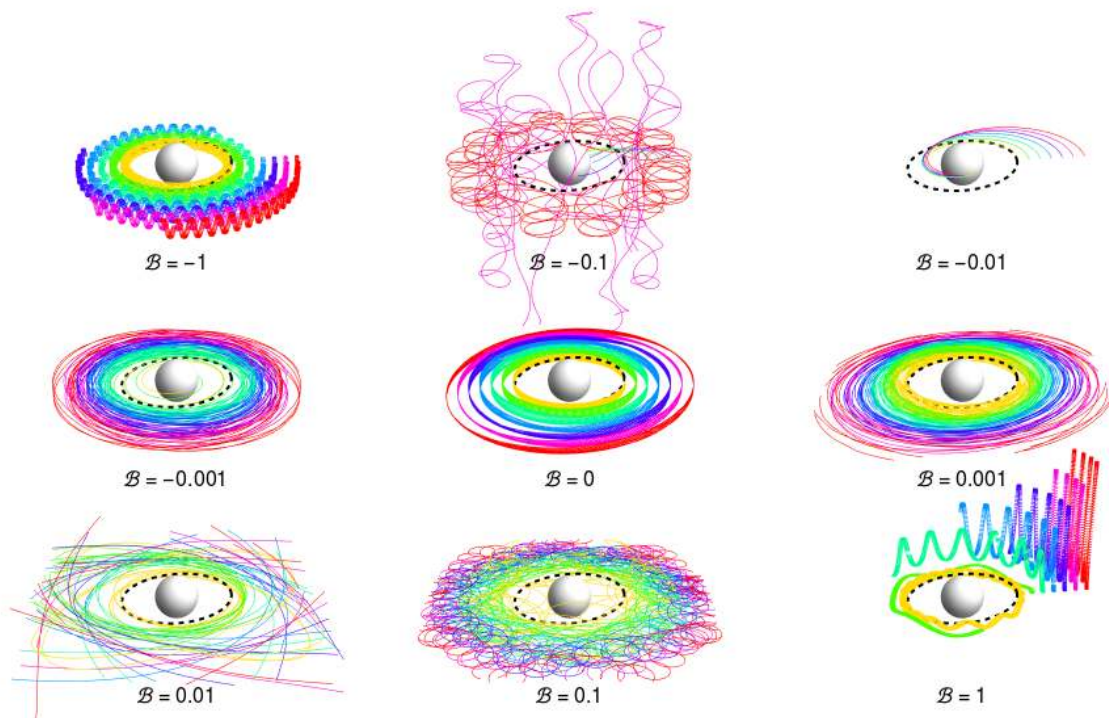 ℬ = −1
ℬ = −0.1
ℬ = −0.01
ℬ = −0.001
ℬ = 0
ℬ = 0.001
ℬ = 0.01
ℬ = 0.1
ℬ = 1